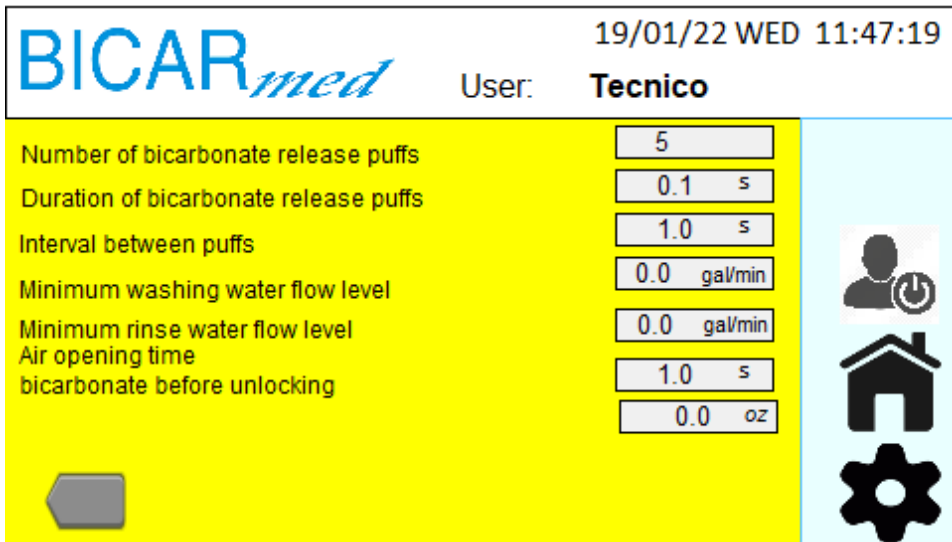 BICARmed
19/01/22 WED 11:47:19
User: Tecnico
Number of bicarbonate release puffs 5
Duration of bicarbonate release puffs 0.1 s
Interval between puffs 1.0 s
Minimum washing water flow level 0.0 gal/min
Minimum rinse water flow level 0.0 gal/min
Air opening time
bicarbonate before unlocking 1.0 s
0.0 oz